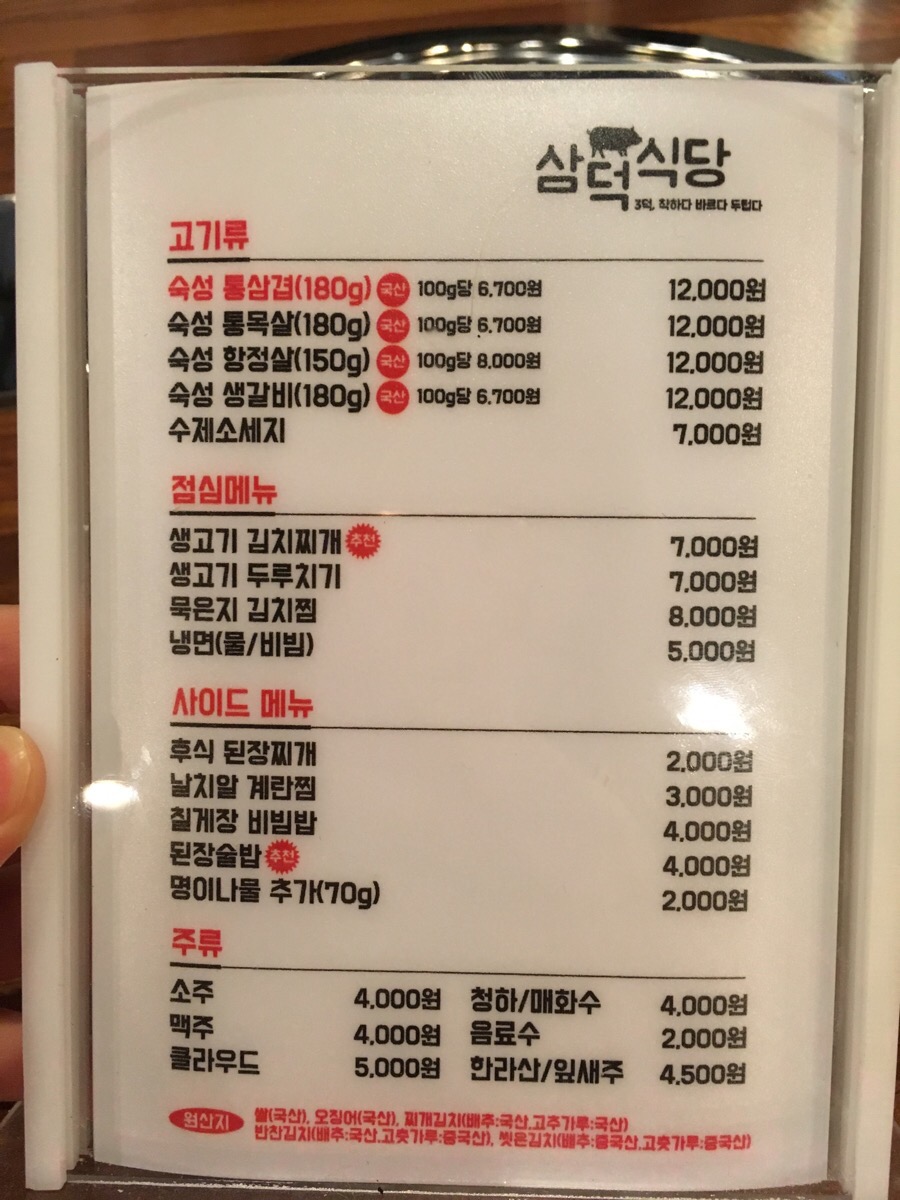 삼덕식당
3덕, 착하다 바르다 두텁다
고기류
숙성 통삼겹(180g) 국산 100g당 6,700원 12,000원
숙성 통목살(180g) 국산 100g당 6,700원 12,000원
숙성 항정살(150g) 국산 100g당 8,000원 12,000원
숙성 생갈비(180g) 국산 100g당 6,700원 12,000원
수제소세지 7,000원
점심메뉴
생고기 김치찌개 추천 7,000원
생고기 두루치기 7,000원
묵은지 김치찜 8,000원
냉면(물/비빔) 5,000원
사이드 메뉴
후식 된장찌개 2,000원
날치알 계란찜 3,000원
칠게장 비빔밥 4,000원
된장술밥 추천 4,000원
명이나물 추가(70g) 2,000원
주류
소주 4,000원 청하/매화수 4,000원
맥주 4,000원 음료수 2,000원
클라우드 5,000원 한라산/잎새주 4,500원
원산지 쌀(국산), 오징어(국산), 찌개김치(배추:국산,고추가루:국산)
반찬김치(배추:국산,고춧가루:중국산), 씻은김치(배추:중국산,고춧가루:중국산)